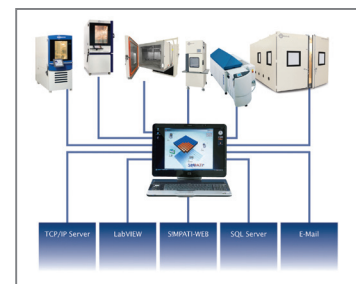 TCP/IP Server
LabVIEW
SIMPATI-WEB
SQL Server
E-Mail